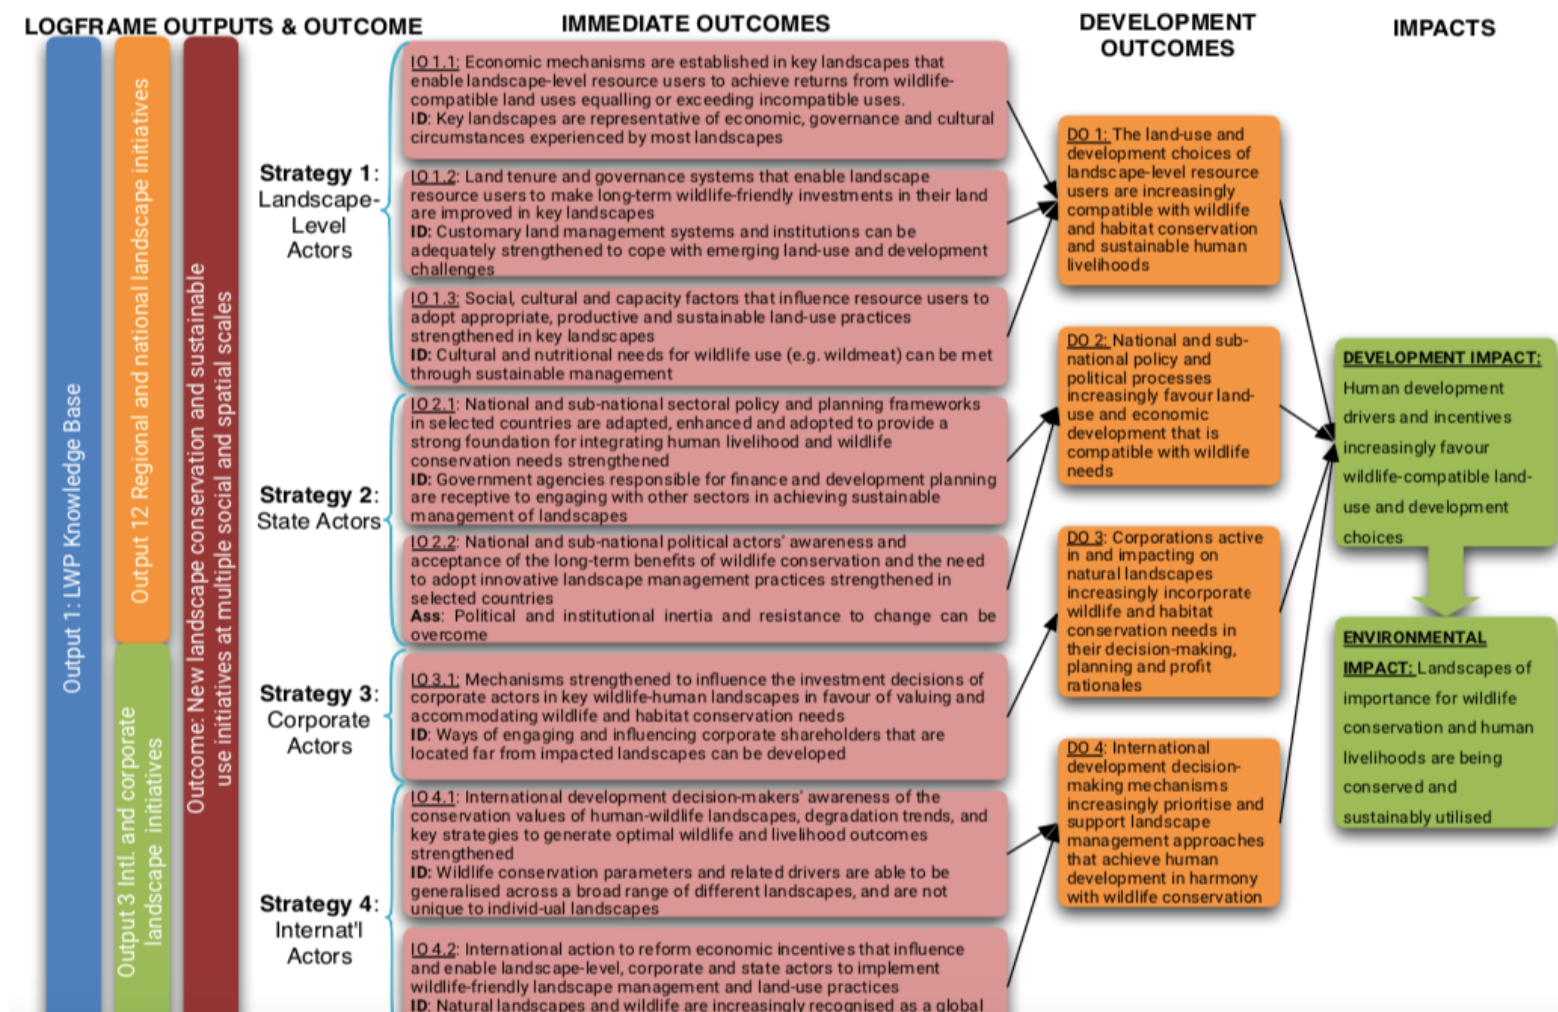 LOGFRAME OUTPUTS & OUTCOME
IMMEDIATE OUTCOMES
DEVELOPMENT
OUTCOMES
IMPACTS
Output 1: LWP Knowledge Base
Output 12 Regional and national landscape initiatives
Output 3 Intl. and corporate
landscape initiatives
Outcome: New landscape conservation and sustainable
use initiatives at multiple social and spatial scales
Strategy 1:
Landscape-
Level
Actors
IO 1.1: Economic mechanisms are established in key landscapes that
enable landscape-level resource users to achieve returns from wildlife-
compatible land uses equalling or exceeding incompatible uses.
ID: Key landscapes are representative of economic, governance and cultural
circumstances experienced by most landscapes
IO 1.2: Land tenure and governance systems that enable landscape
resource users to make long-term wildlife-friendly investments in their land
are improved in key landscapes
ID: Customary land management systems and institutions can be
adequately strengthened to cope with emerging land-use and development
challenges
IO 1.3: Social, cultural and capacity factors that influence resource users to
adopt appropriate, productive and sustainable land-use practices
strengthened in key landscapes
ID: Cultural and nutritional needs for wildlife use (e.g. wildmeat) can be met
through sustainable management
Strategy 2:
State Actors
IO 2.1: National and sub-national sectoral policy and planning frameworks
in selected countries are adapted, enhanced and adopted to provide a
strong foundation for integrating human livelihood and wildlife
conservation needs strengthened
ID: Government agencies responsible for finance and development planning
are receptive to engaging with other sectors in achieving sustainable
management of landscapes
IO 2.2: National and sub-national political actors' awareness and
acceptance of the long-term benefits of wildlife conservation and the need
to adopt innovative landscape management practices strengthened in
selected countries
Ass: Political and institutional inertia and resistance to change can be
overcome
Strategy 3:
Corporate
Actors
IO 3.1: Mechanisms strengthened to influence the investment decisions of
corporate actors in key wildlife-human landscapes in favour of valuing and
accommodating wildlife and habitat conservation needs
ID: Ways of engaging and influencing corporate shareholders that are
located far from impacted landscapes can be developed
Strategy 4:
Internat'l
Actors
IO 4.1: International development decision-makers' awareness of the
conservation values of human-wildlife landscapes, degradation trends, and
key strategies to generate optimal wildlife and livelihood outcomes
strengthened
ID: Wildlife conservation parameters and related drivers are able to be
generalised across a broad range of different landscapes, and are not
unique to individ-ual landscapes
IO 4.2: International action to reform economic incentives that influence
and enable landscape-level, corporate and state actors to implement
wildlife-friendly landscape management and land-use practices
ID: Natural landscapes and wildlife are increasingly recognised as a global
DO 1: The land-use and
development choices of
landscape-level resource
users are increasingly
compatible with wildlife
and habitat conservation
and sustainable human
livelihoods
DO 2: National and sub-
national policy and
political processes
increasingly favour land-
use and economic
development that is
compatible with wildlife
needs
DO 3: Corporations active
in and impacting on
natural landscapes
increasingly incorporate
wildlife and habitat
conservation needs in
their decision-making,
planning and profit
rationales
DO 4: International
development decision-
making mechanisms
increasingly prioritise and
support landscape
management approaches
that achieve human
development in harmony
with wildlife conservation
DEVELOPMENT IMPACT:
Human development
drivers and incentives
increasingly favour
wildlife-compatible land-
use and development
choices
ENVIRONMENTAL
IMPACT: Landscapes of
importance for wildlife
conservation and human
livelihoods are being
conserved and
sustainably utilised